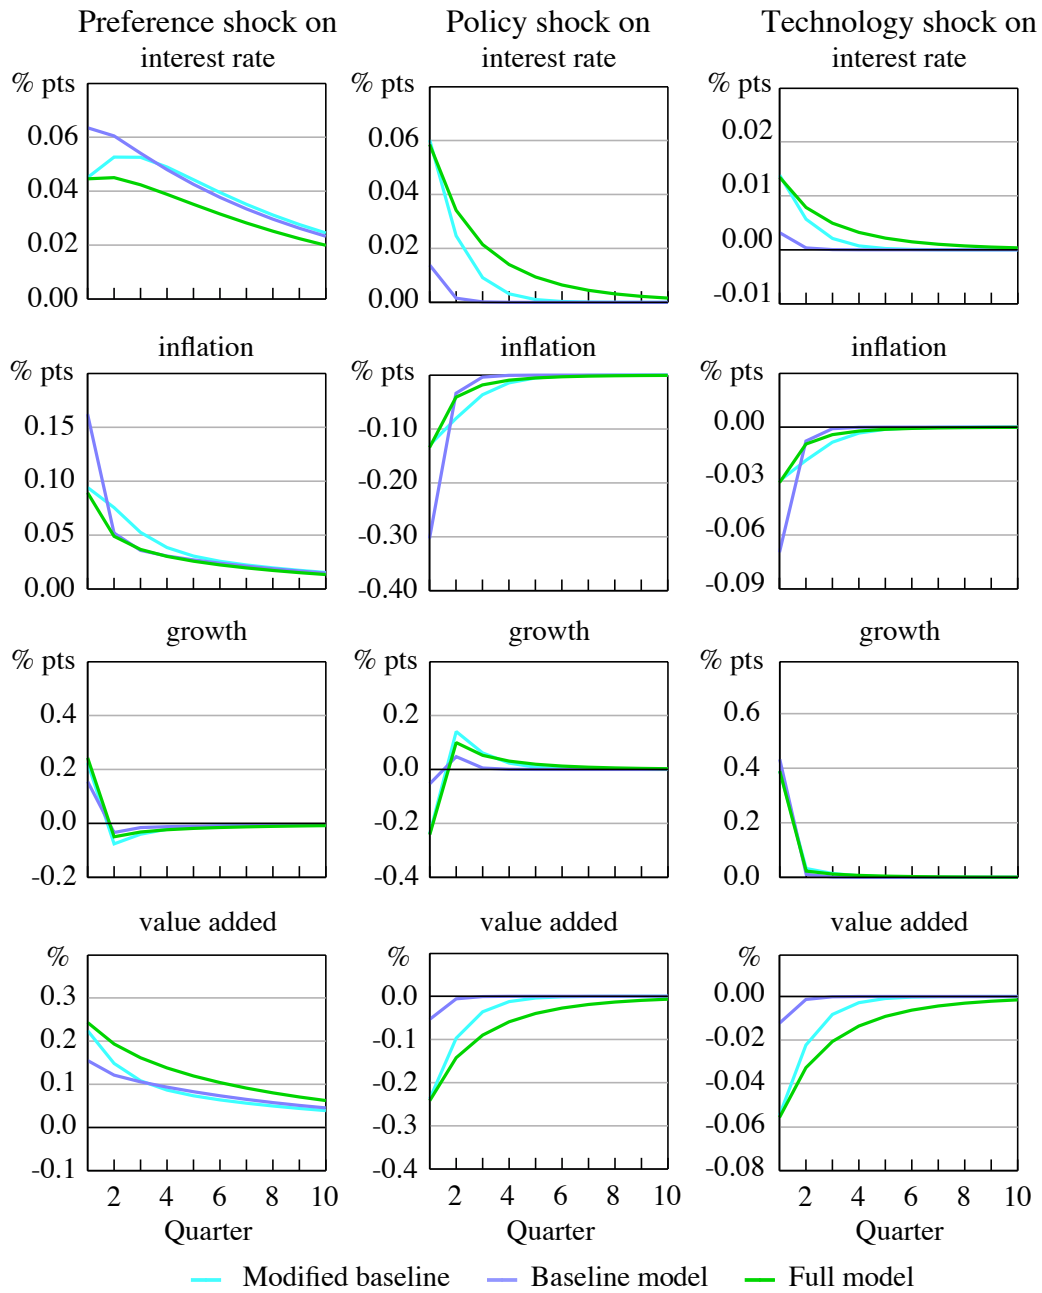 Preference shock on Policy shock on Technology shock on
interest rate interest rate interest rate
% pts % pts % pts
0.06 0.06 0.02
0.04 0.04 0.01
0.02 0.02 0.00
0.00 0.00 -0.01
inflation inflation inflation
% pts % pts % pts
0.15 -0.10 0.00
0.10 -0.20 -0.03
0.05 -0.30 -0.06
0.00 -0.40 -0.09
growth growth growth
% pts % pts % pts
0.4 0.2 0.6
0.2 0.0 0.4
0.0 -0.2 0.2
-0.2 -0.4 0.0
value added value added value added
% % %
0.3 0.0 0.00
0.2 -0.1 -0.02
0.1 -0.2 -0.04
0.0 -0.3 -0.06
-0.1 -0.4 -0.08
2 4 6 8 10 2 4 6 8 10 2 4 6 8 10
Quarter Quarter Quarter
Modified baseline Baseline model Full model